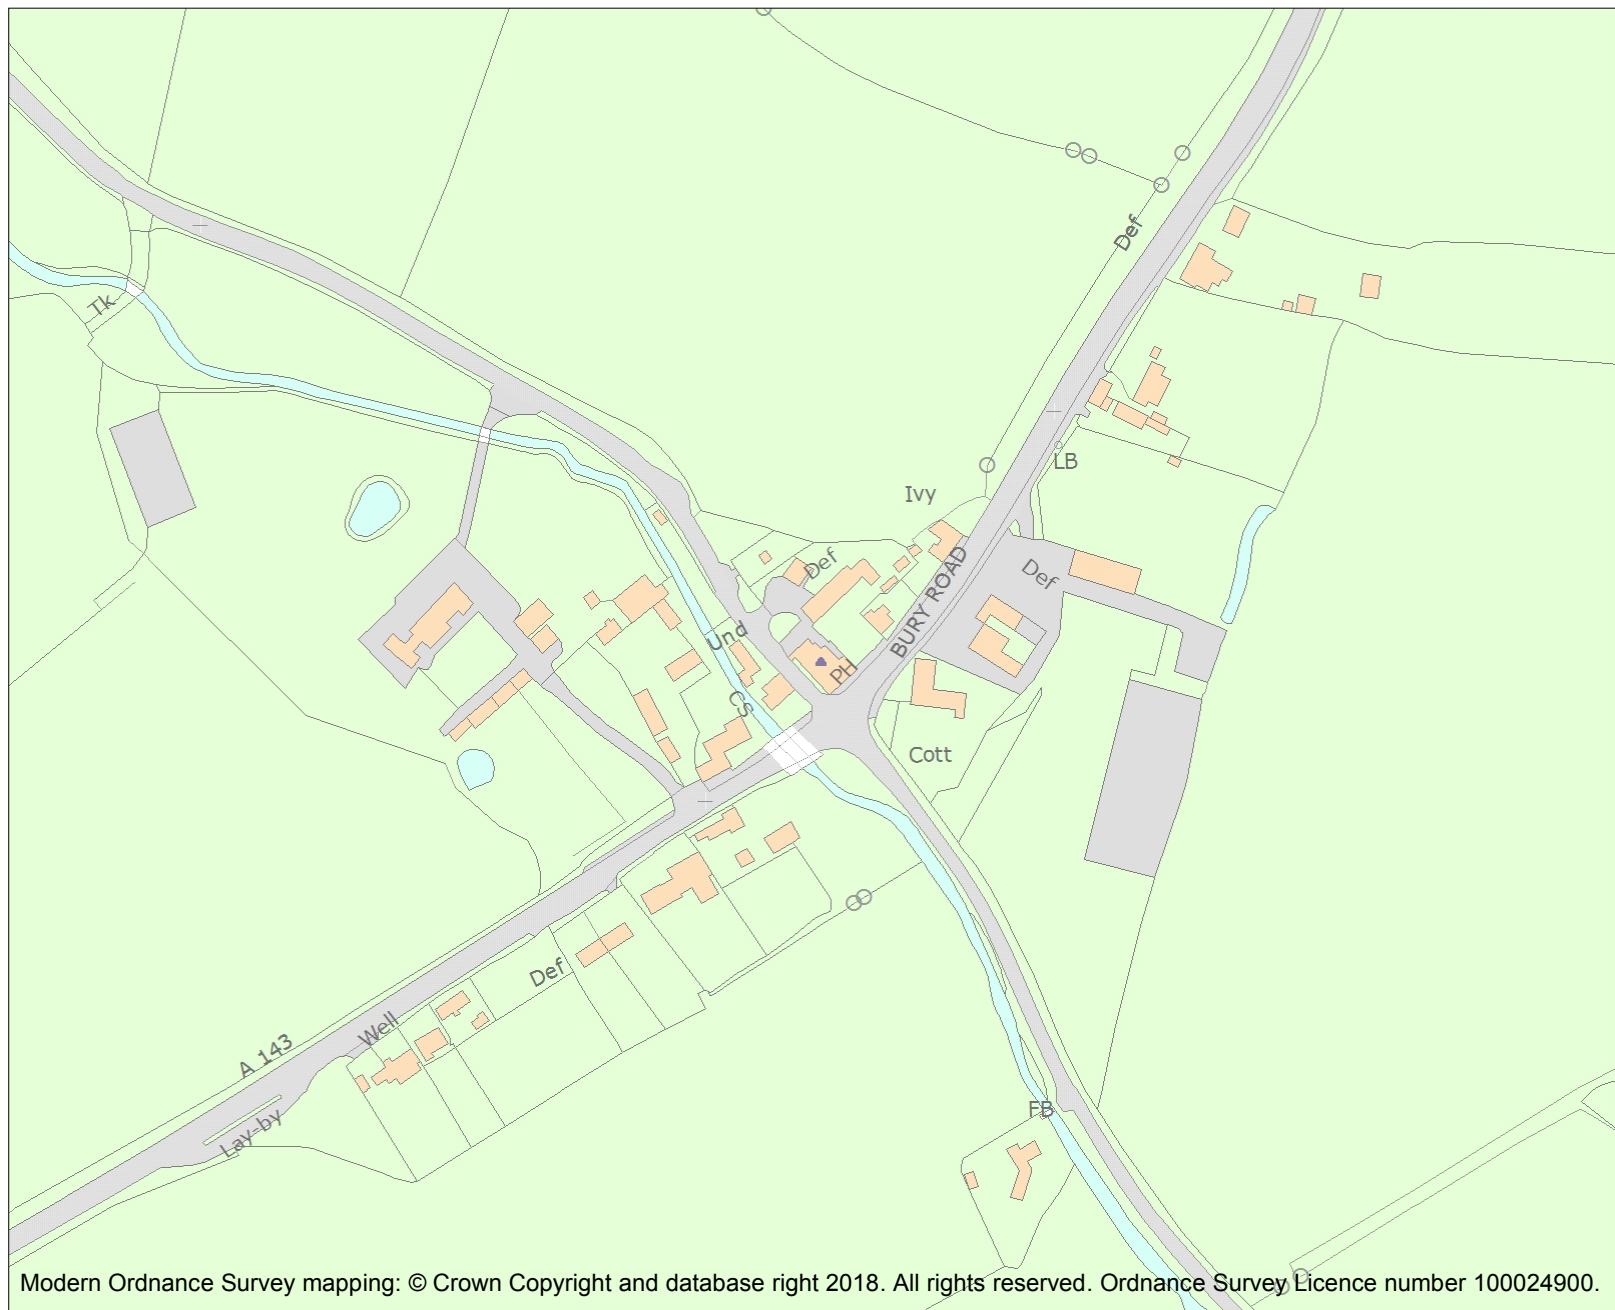 Def
Tk
LB
Ivy
Def
Def
BURY ROAD
Und
PH
CS
Cott
Def
Well
A 143
Lay-by
FB
Modern Ordnance Survey mapping: © Crown Copyright and database right 2018. All rights reserved. Ordnance Survey Licence number 100024900.